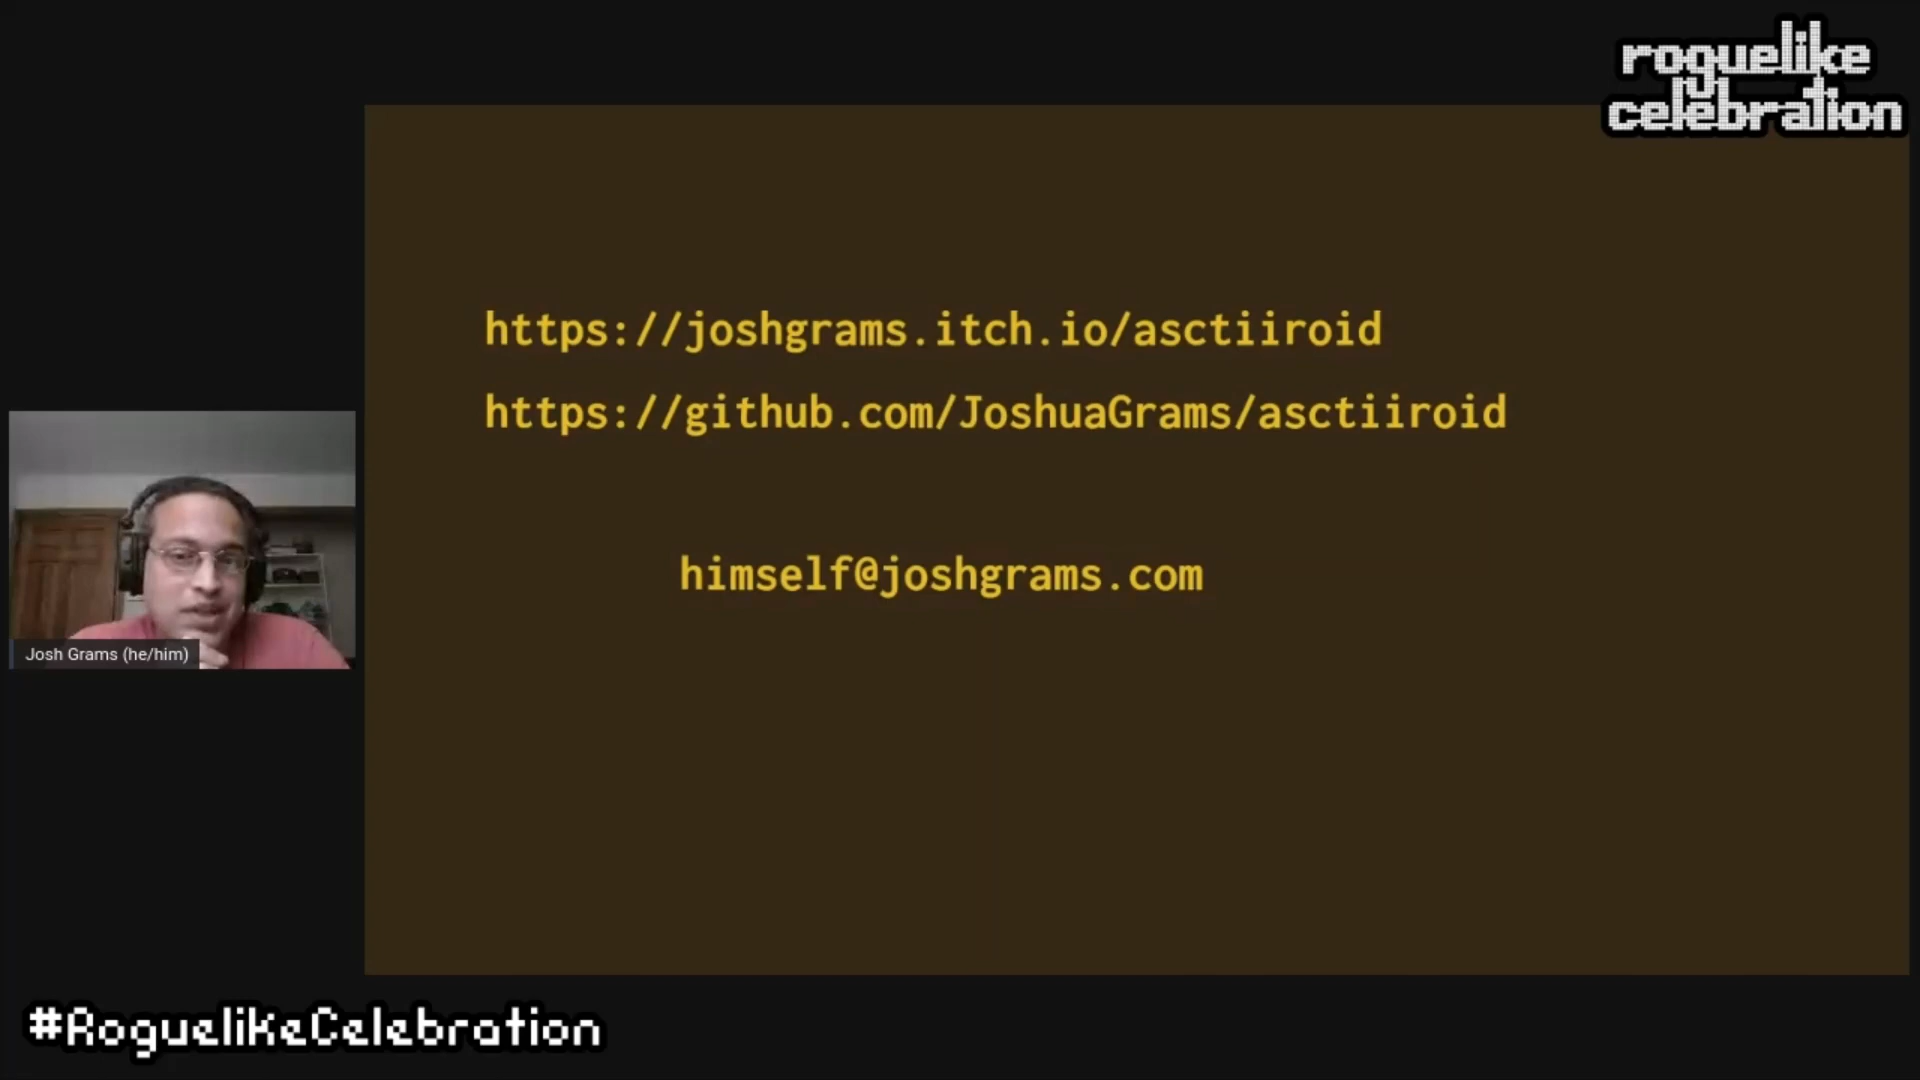 roguelike
celebration
https://joshgrams.itch.io/asctiiroid
https://github.com/JoshuaGrams/asctiiroid
himself@joshgrams.com
Josh Grams (he/him)
#RoguelikeCelebration